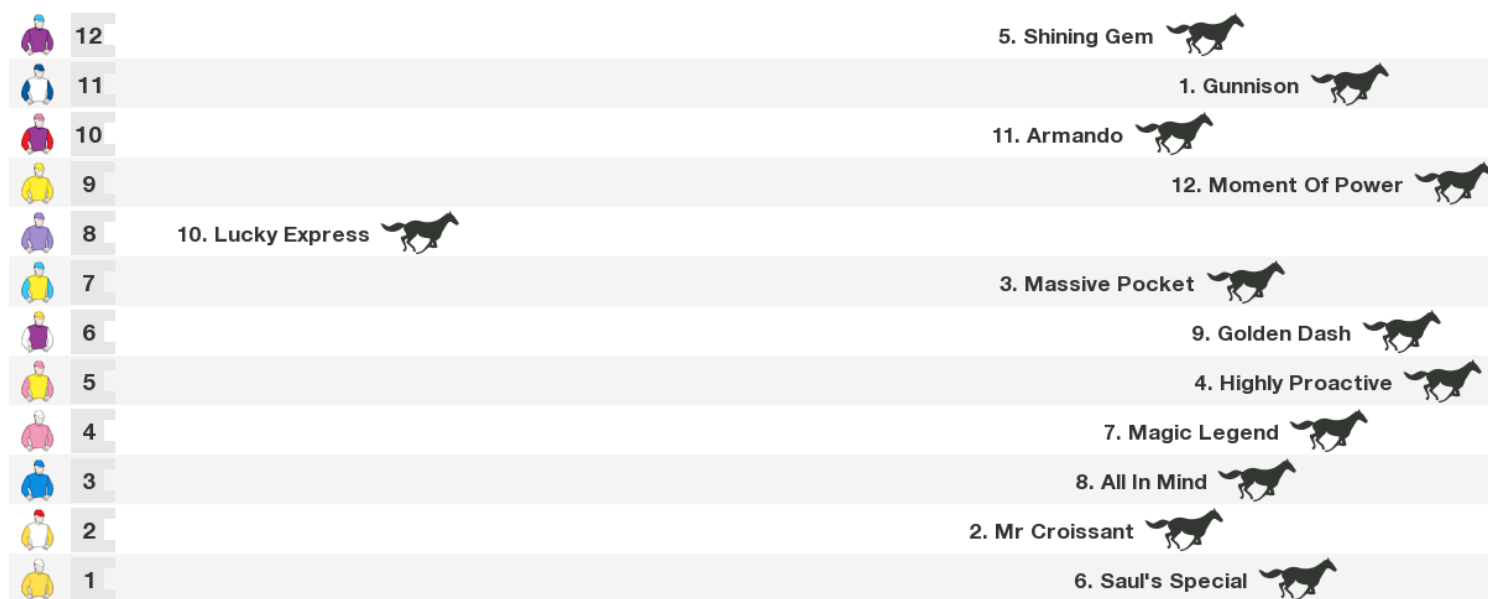 12 5. Shining Gem
11 1. Gunnison
10 11. Armando
9 12. Moment Of Power
8 10. Lucky Express
7 3. Massive Pocket
6 9. Golden Dash
5 4. Highly Proactive
4 7. Magic Legend
3 8. All In Mind
2 2. Mr Croissant
1 6. Saul's Special